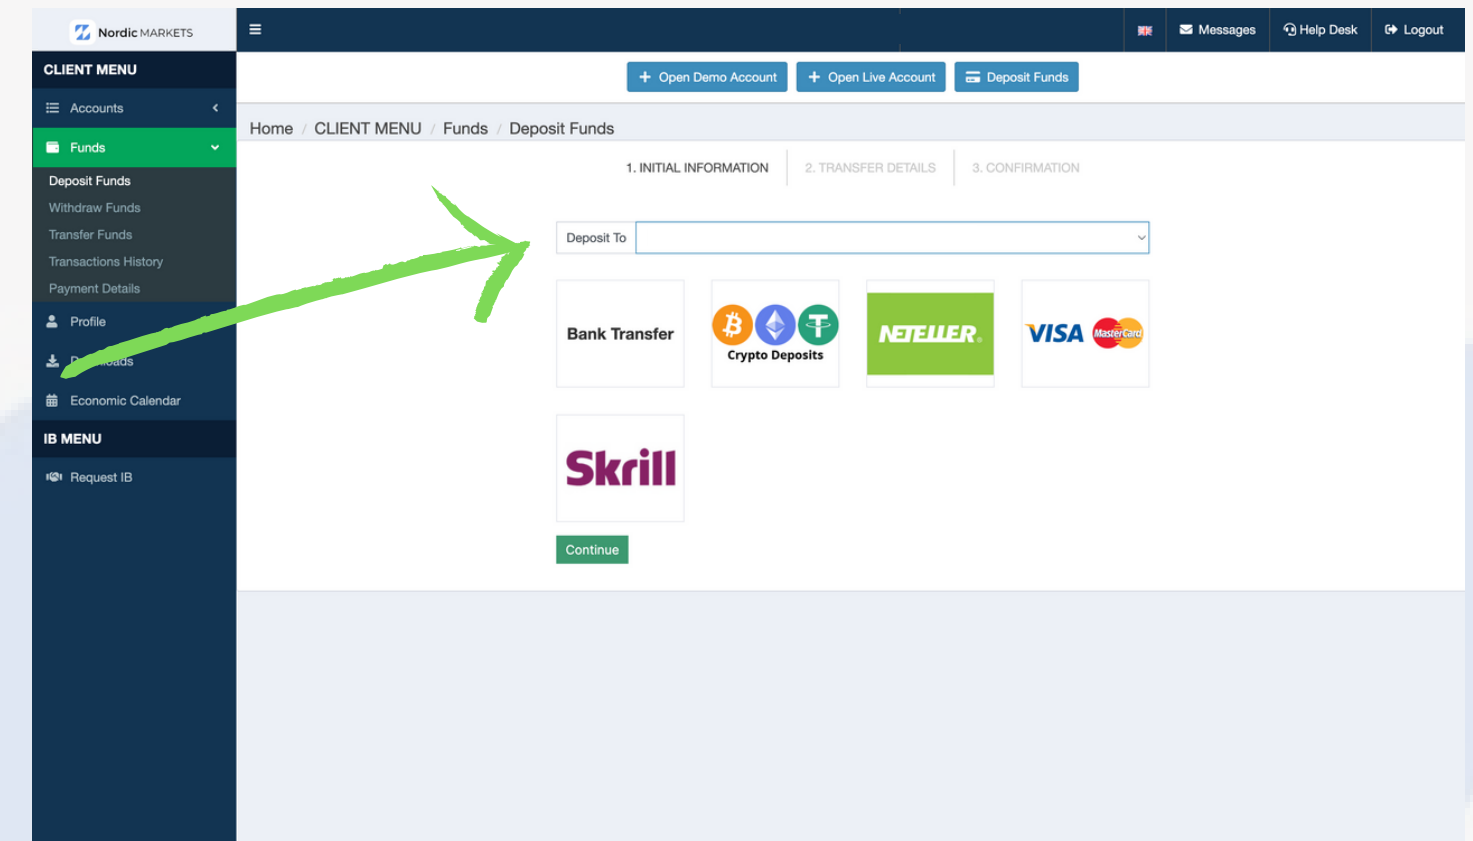 Nordic MARKETS
Messages
Help Desk
Logout
CLIENT MENU
+ Open Demo Account
+ Open Live Account
Deposit Funds
Accounts
Home / CLIENT MENU / Funds / Deposit Funds
Funds
1. INITIAL INFORMATION
2. TRANSFER DETAILS
3. CONFIRMATION
Deposit Funds
Withdraw Funds
Transfer Funds
Transactions History
Payment Details
Profile
Economic Calendar
IB MENU
Request IB
Deposit To
Bank Transfer
Crypto Deposits
NETELLER.
VISA
MasterCard
Skrill
Continue